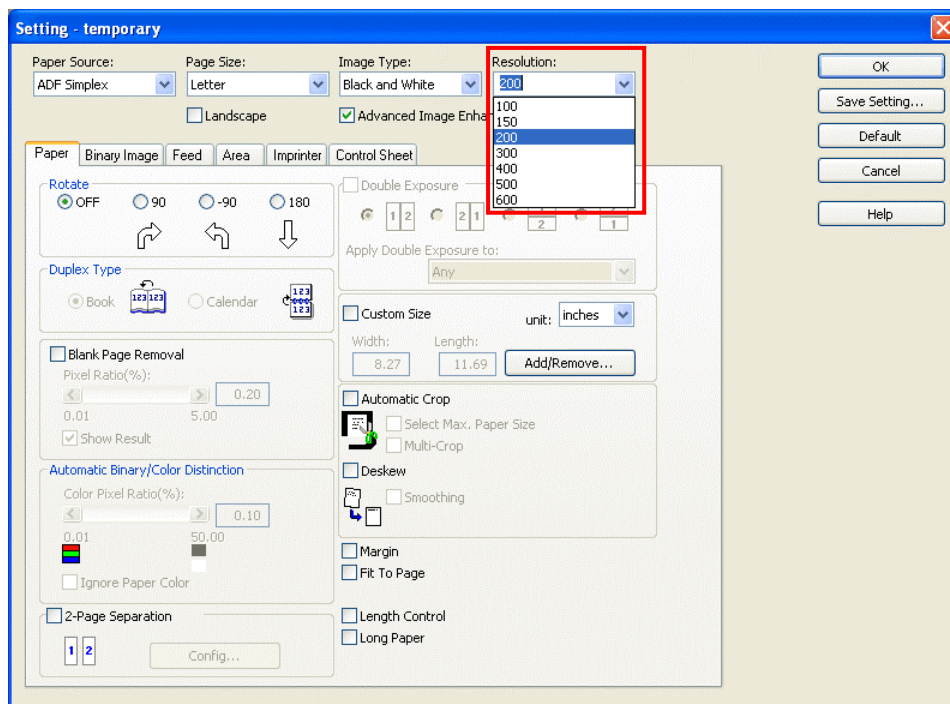 Setting - temporary
Paper Source: Page Size: Image Type: Resolution:
ADF Simplex Letter Black and White 200
Landscape Advanced Image Enha
100
150
200
300
400
500
600
OK
Save Setting...
Default
Cancel
Help
Paper Binary Image Feed Area Imprinter Control Sheet
Rotate
OFF 90 -90 180
Duplex Type
Book 123 123 Calendar 123 123
Blank Page Removal
Pixel Ratio(%):
0.20
0.01 5.00
Show Result
Automatic Binary/Color Distinction
Color Pixel Ratio(%):
0.10
0.01 50.00
Ignore Paper Color
2-Page Separation
1 2 Config...
Double Exposure
1 2 2 1 2 1
Apply Double Exposure to:
Any
Custom Size unit: inches
Width: Length:
8.27 11.69 Add/Remove...
Automatic Crop
Select Max. Paper Size
Multi-Crop
Deskew
Smoothing
Margin
Fit To Page
Length Control
Long Paper